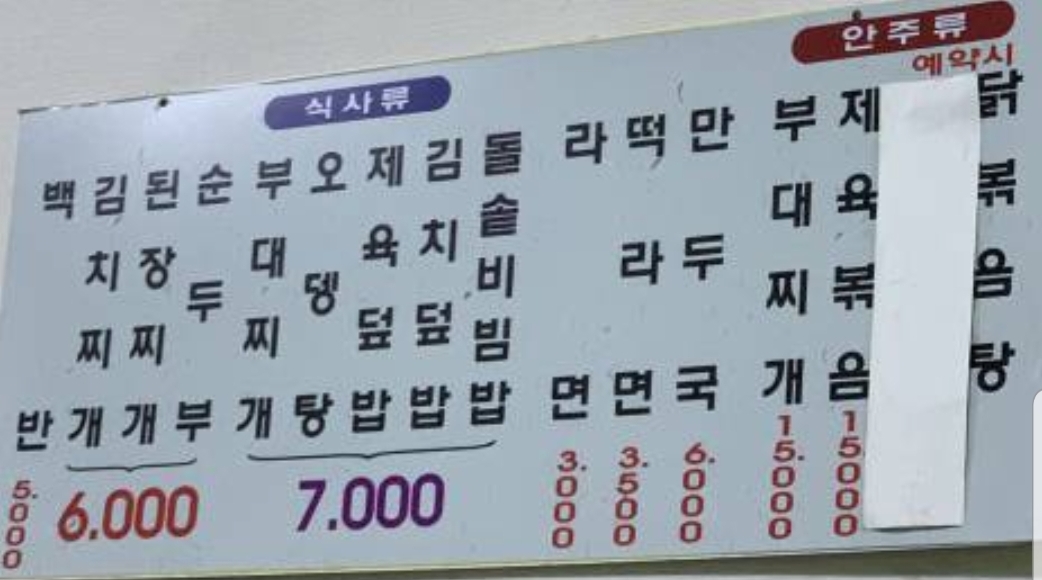 식사류
백반
김치찌개
된장찌개
순두부
부대찌개
오뎅탕
제육덮밥
김치덮밥
돌솥비빔밥
5.000
6.000
7.000
라면
떡라면
만두국
3.000
3.500
6.000
안주류
예약시
부대찌개
제육볶음
닭볶음탕
15.000
15000